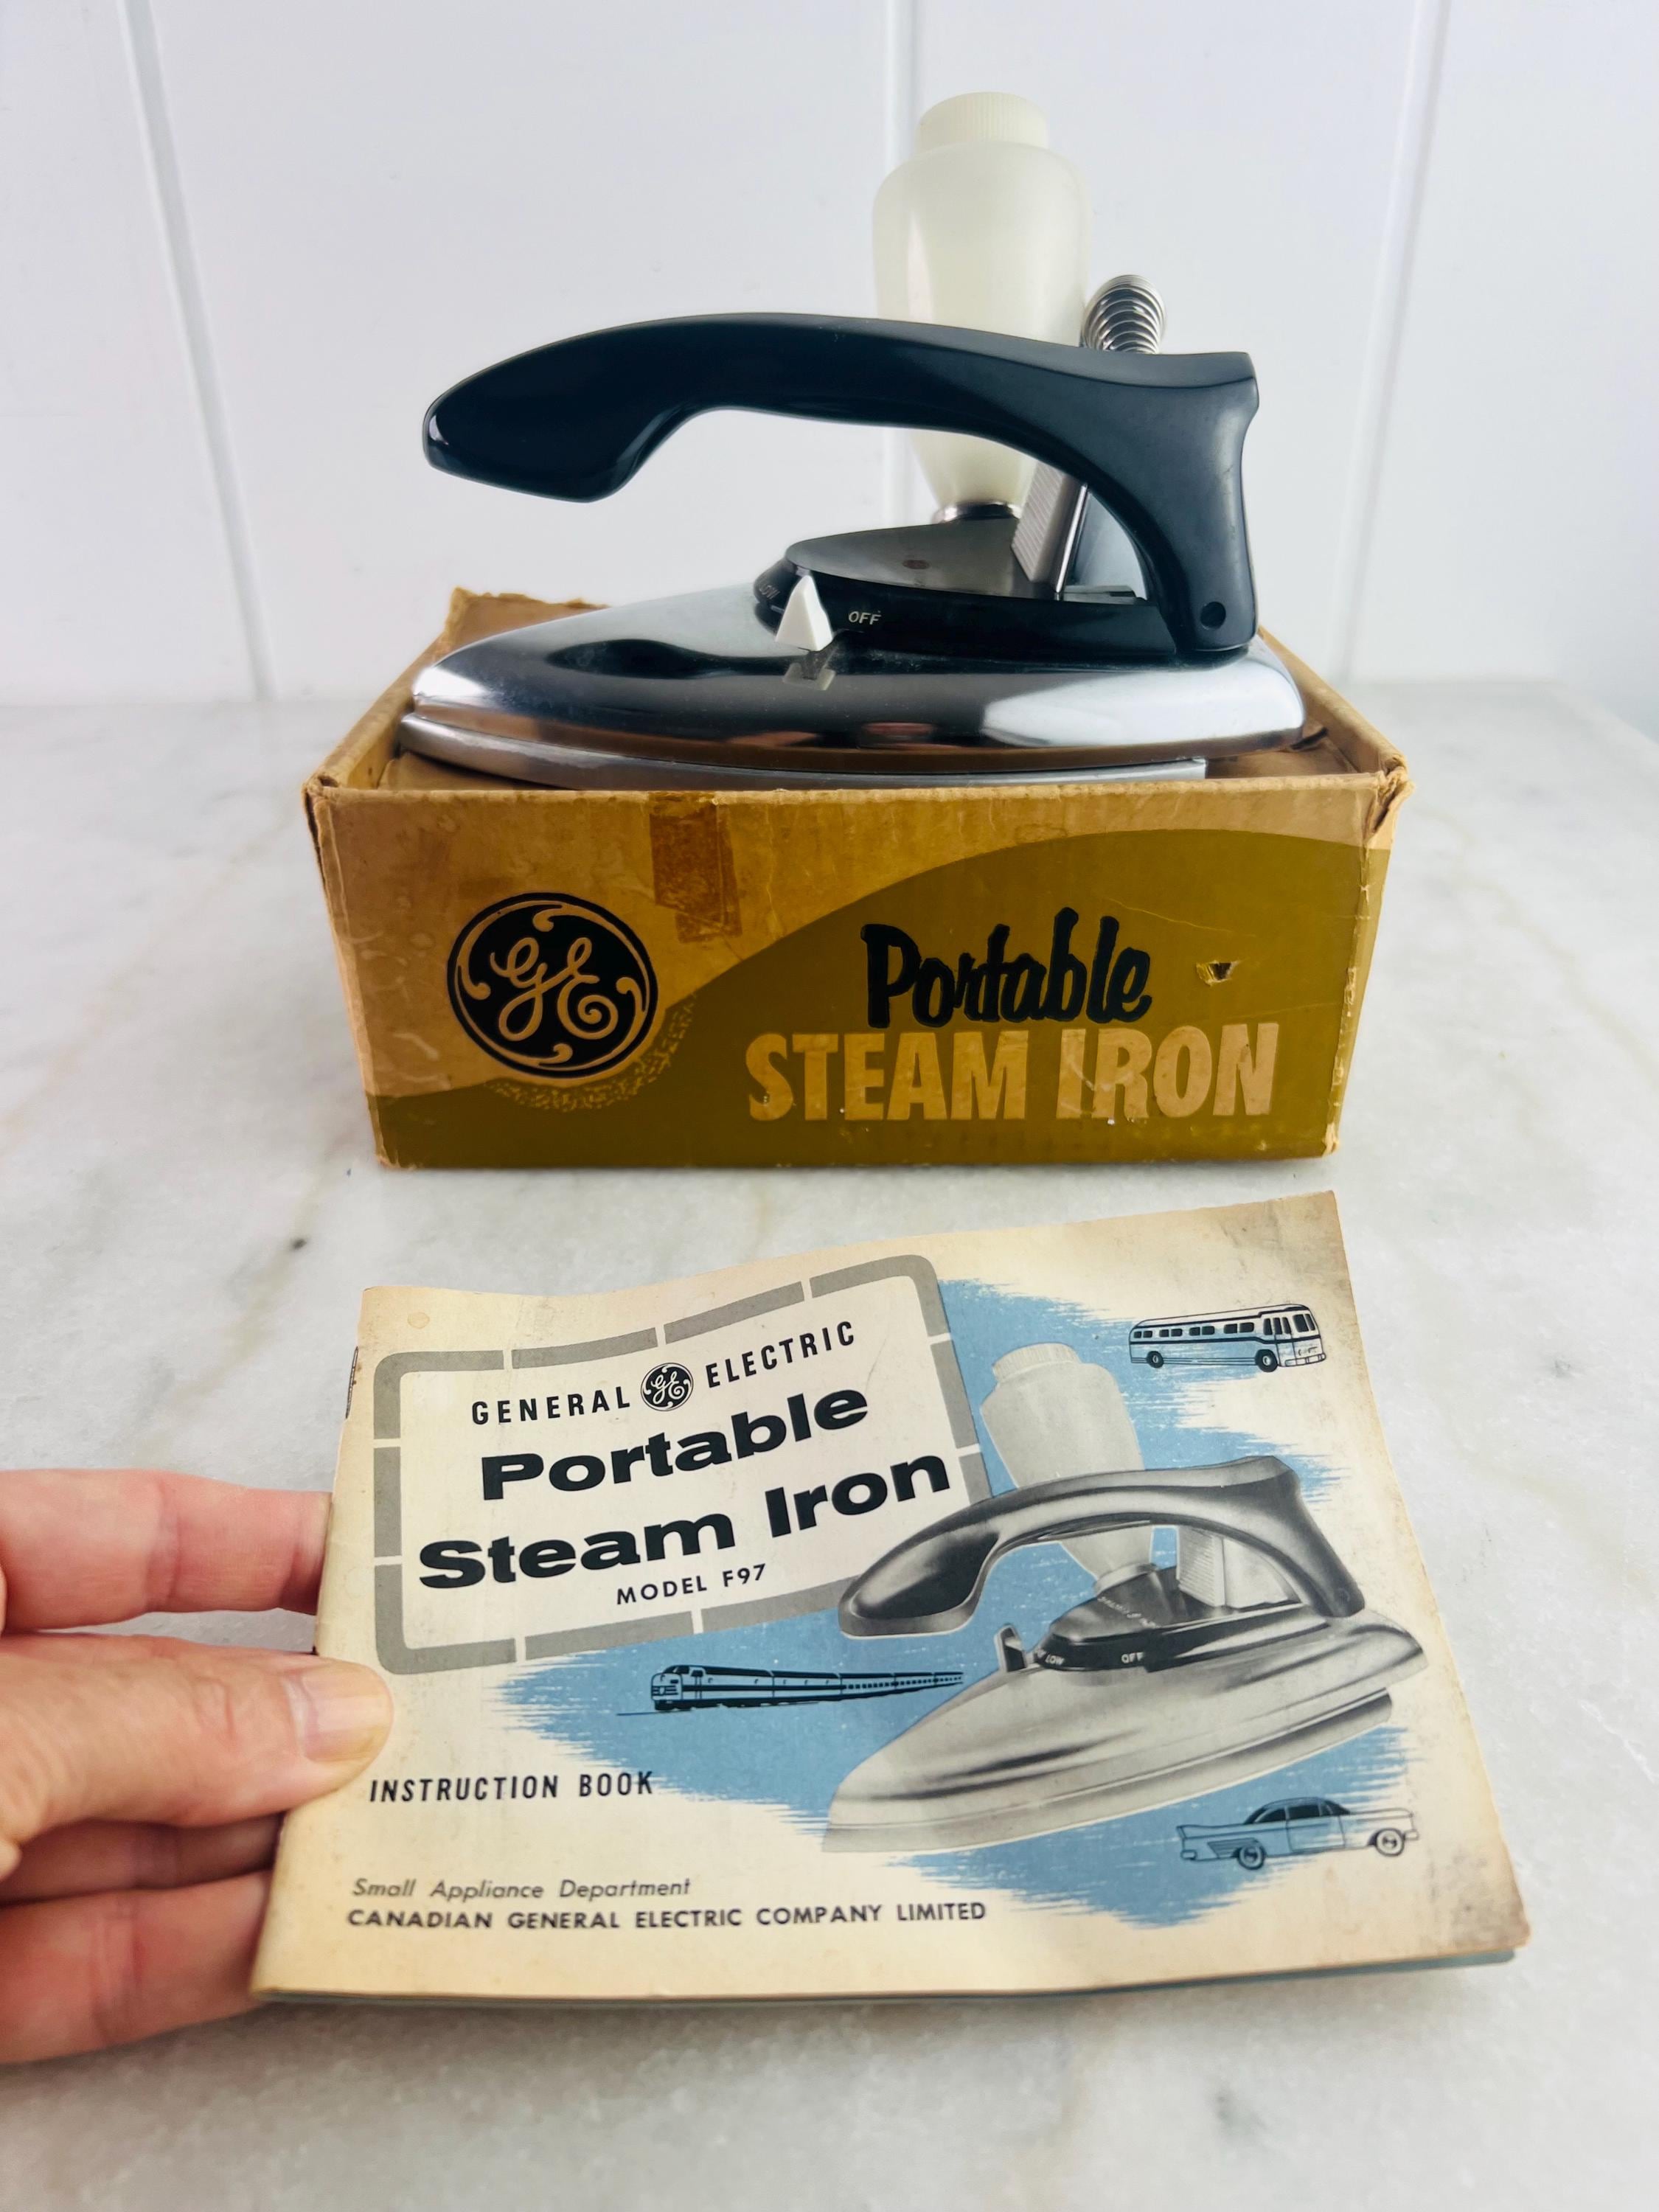 LOW OFF
GE
Portable
STEAM IRON
GENERAL GE ELECTRIC
Portable
Steam Iron
MODEL F97
LOW OFF
INSTRUCTION BOOK
Small Appliance Department
CANADIAN GENERAL ELECTRIC COMPANY LIMITED